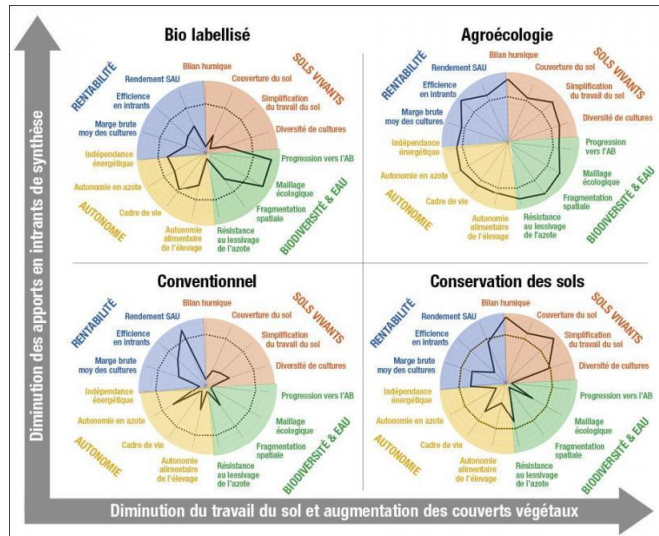 Diminution des apports en intrants de synthèse
Bio labellisé
RENTABILITÉ
SOLS VIVANTS
Bilan humique
Rendement SAU
Couverture du sol
Efficience
en intrants
Simplification
du travail du sol
Marge brute
moy des cultures
Diversité de cultures
Indépendance
énergétique
Progression vers l'AB
Autonomie en azote
Maillage
écologique
Cadre de vie
Fragmentation
spatiale
Autonomie
alimentaire
de l'élevage
Résistance
au lessivage
de l'azote
AUTONOMIE
BIODIVERSITÉ & EAU
Agroécologie
RENTABILITÉ
SOLS VIVANTS
Bilan humique
Rendement SAU
Couverture du sol
Efficience
en intrants
Simplification
du travail du sol
Marge brute
moy des cultures
Diversité de cultures
Indépendance
énergétique
Progression
vers l'AB
Autonomie en azote
Maillage
écologique
Cadre de vie
Fragmentation
spatiale
Autonomie
alimentaire
de l'élevage
Résistance
au lessivage
de l'azote
AUTONOMIE
BIODIVERSITÉ & EAU
Conventionnel
RENTABILITÉ
SOLS VIVANTS
Bilan humique
Rendement SAU
Couverture du sol
Efficience
en intrants
Simplification
du travail du sol
Marge brute
moy des cultures
Diversité de cultures
Indépendance
énergétique
Progression vers l'AB
Autonomie en azote
Maillage
écologique
Cadre de vie
Fragmentation
spatiale
Autonomie
alimentaire
de l'élevage
Résistance
au lessivage
de l'azote
AUTONOMIE
BIODIVERSITÉ & EAU
Conservation des sols
RENTABILITÉ
SOLS VIVANTS
Bilan humique
Rendement SAU
Couverture du sol
Efficience
en intrants
Simplification
du travail du sol
Marge brute
moy des cultures
Diversité de cultures
Indépendance
énergétique
Progression vers l'AB
Autonomie en azote
Maillage
écologique
Cadre de vie
Fragmentation
spatiale
Autonomie
alimentaire
de l'élevage
Résistance
au lessivage
de l'azote
AUTONOMIE
BIODIVERSITÉ & EAU
Diminution du travail du sol et augmentation des couverts végétaux